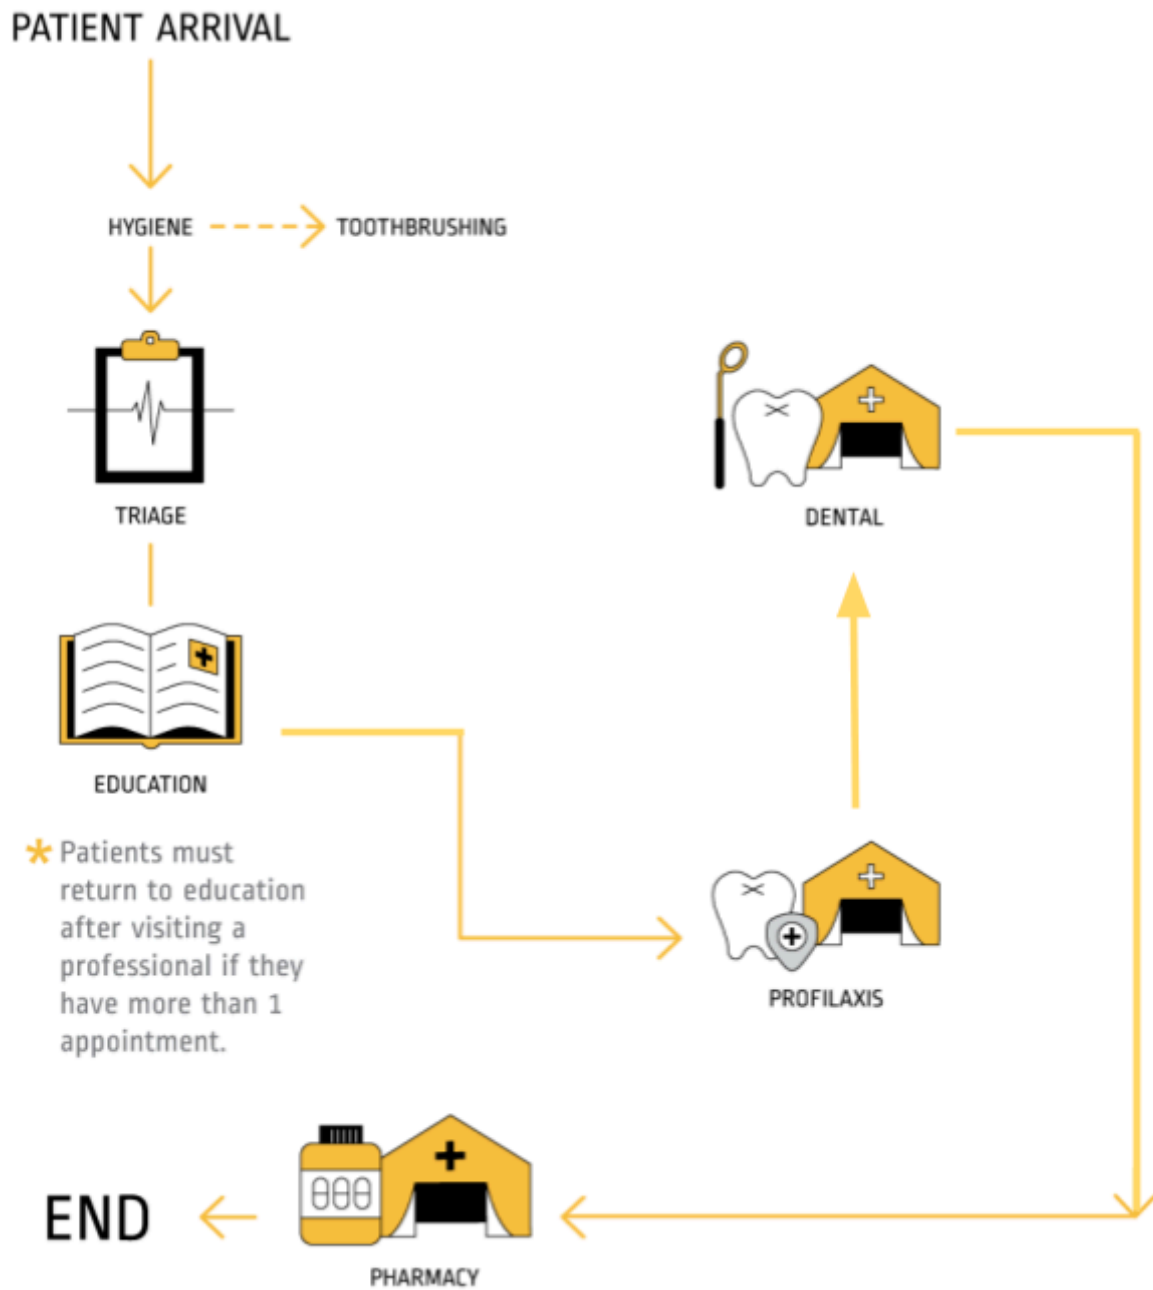 PATIENT ARRIVAL
HYGIENE
TOOTHBRUSHING
TRIAGE
DENTAL
EDUCATION
* Patients must
return to education
after visiting a
professional if they
have more than 1
appointment.
PROFILAXIS
END
PHARMACY